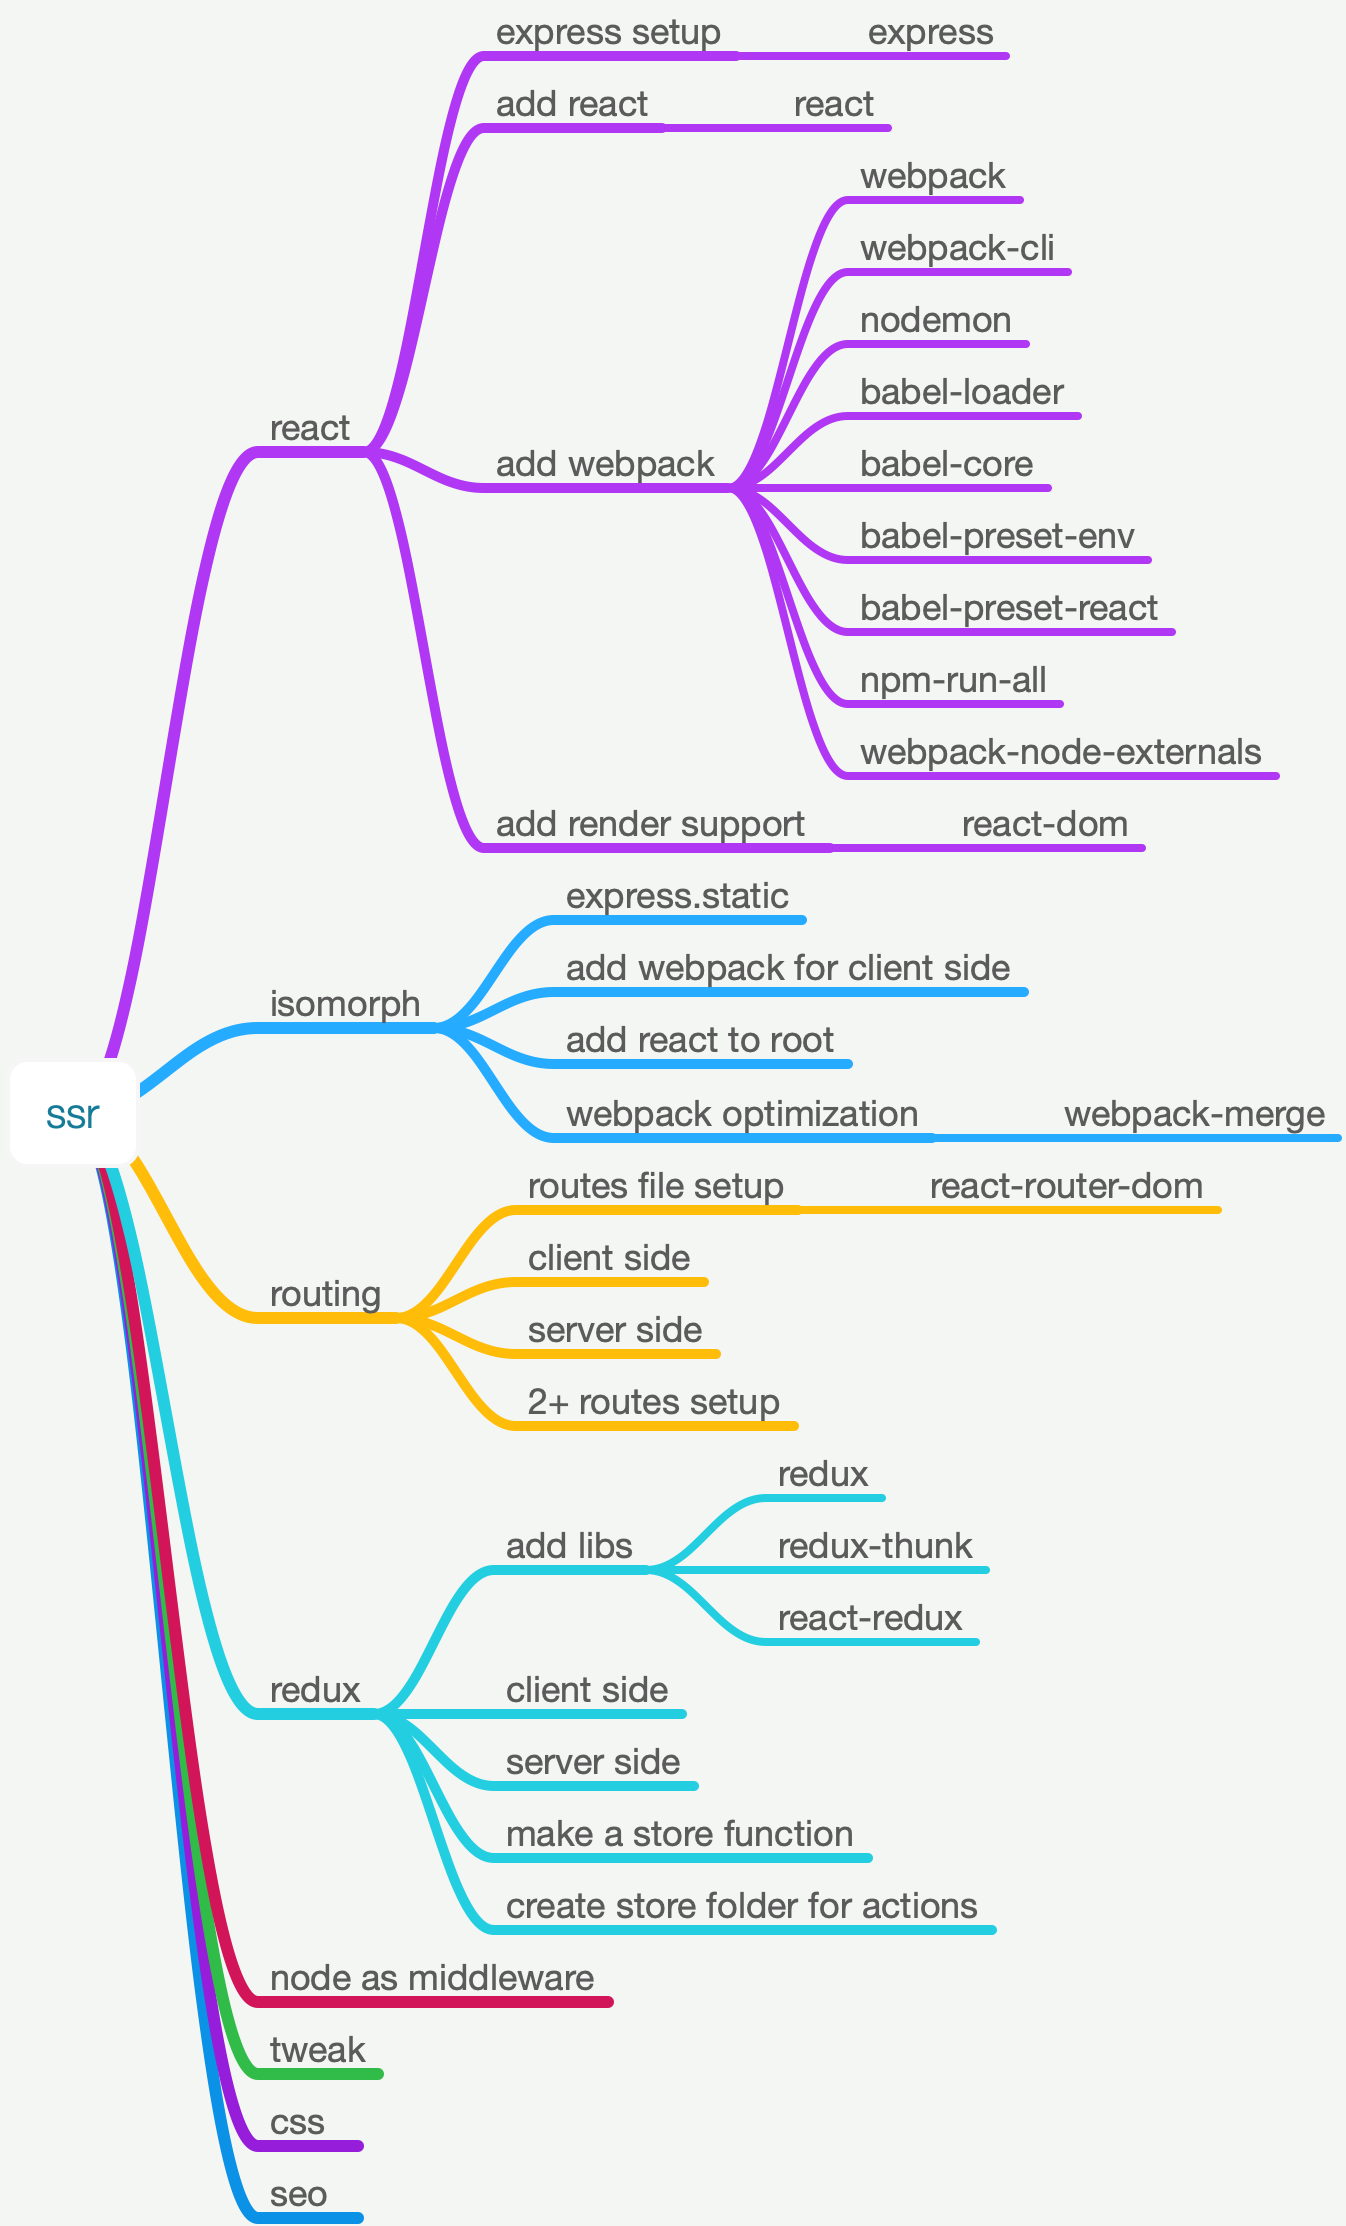 express setup express
add react react
webpack
webpack-cli
nodemon
babel-loader
react
add webpack babel-core
babel-preset-env
babel-preset-react
npm-run-all
webpack-node-externals
add render support react-dom
express.static
add webpack for client side
isomorph
add react to root
ssr
webpack optimization webpack-merge
routes file setup react-router-dom
client side
routing
server side
2+ routes setup
redux
add libs redux-thunk
react-redux
redux client side
server side
make a store function
create store folder for actions
node as middleware
tweak
css
seo